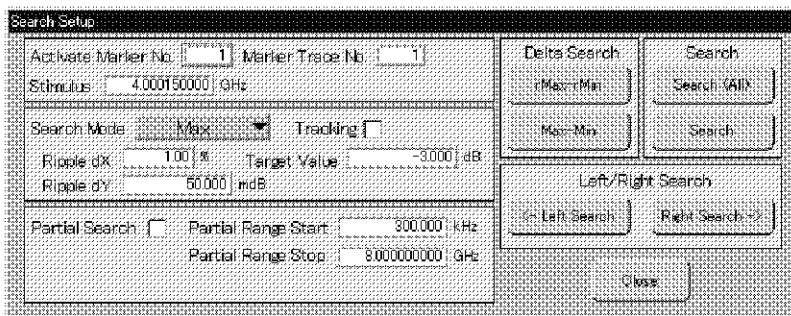 Search Setup
Activate Marker No. 1 Marker Trace No. 1
Stimulus 4.000150000 GHz
Search Mode Max Tracking
Ripple dX 1.00 % Target Value -3.000 dB
Ripple dY 50.000 mdB
Partial Search Partial Range Start 300.000 kHz
Partial Range Stop 8.000000000 GHz
Delta Search
rMax-rMin
Max-Min
Search
Search (All)
Search
Left/Right Search
<- Left Search Right Search ->
Close